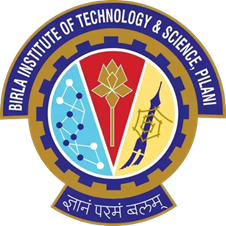 BIRLA INSTITUTE OF TECHNOLOGY & SCIENCE, PILANI
ज्ञानं परमं बलम्